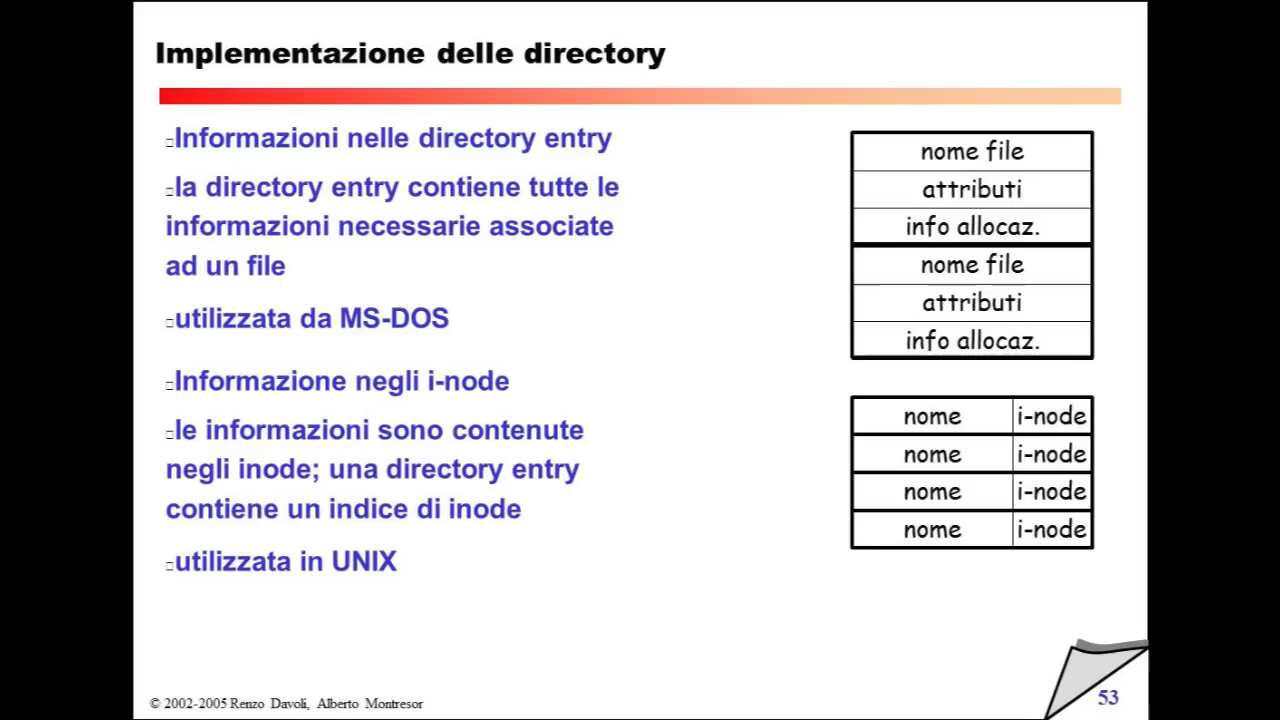 Implementazione delle directory
Informazioni nelle directory entry
la directory entry contiene tutte le
informazioni necessarie associate
ad un file
utilizzata da MS-DOS
Informazione negli i-node
le informazioni sono contenute
negli inode; una directory entry
contiene un indice di inode
utilizzata in UNIX
nome file
attributi
info allocaz.
nome file
attributi
info allocaz.
nome i-node
nome i-node
nome i-node
nome i-node
© 2002-2005 Renzo Davoli, Alberto Montresor
53